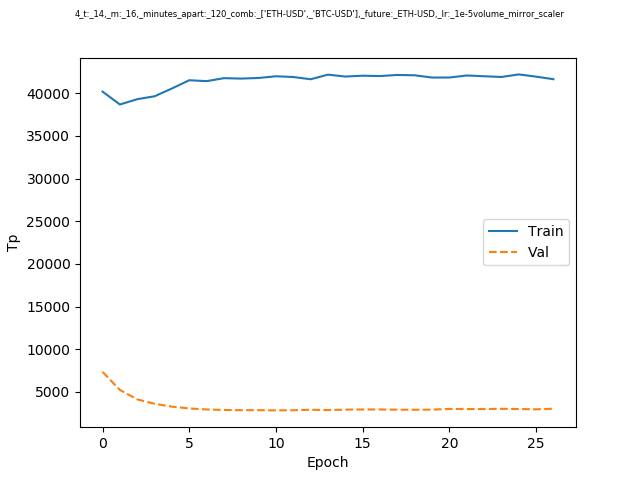 4_t:_14,_m:_16,_minutes_apart:_120_comb:_['ETH-USD',_'BTC-USD'],_future:_ETH-USD,_lr:_1e-5volume_mirror_scaler
40000
35000
30000
25000
20000
15000
10000
5000
Tp
Train
Val
0 5 10 15 20 25
Epoch